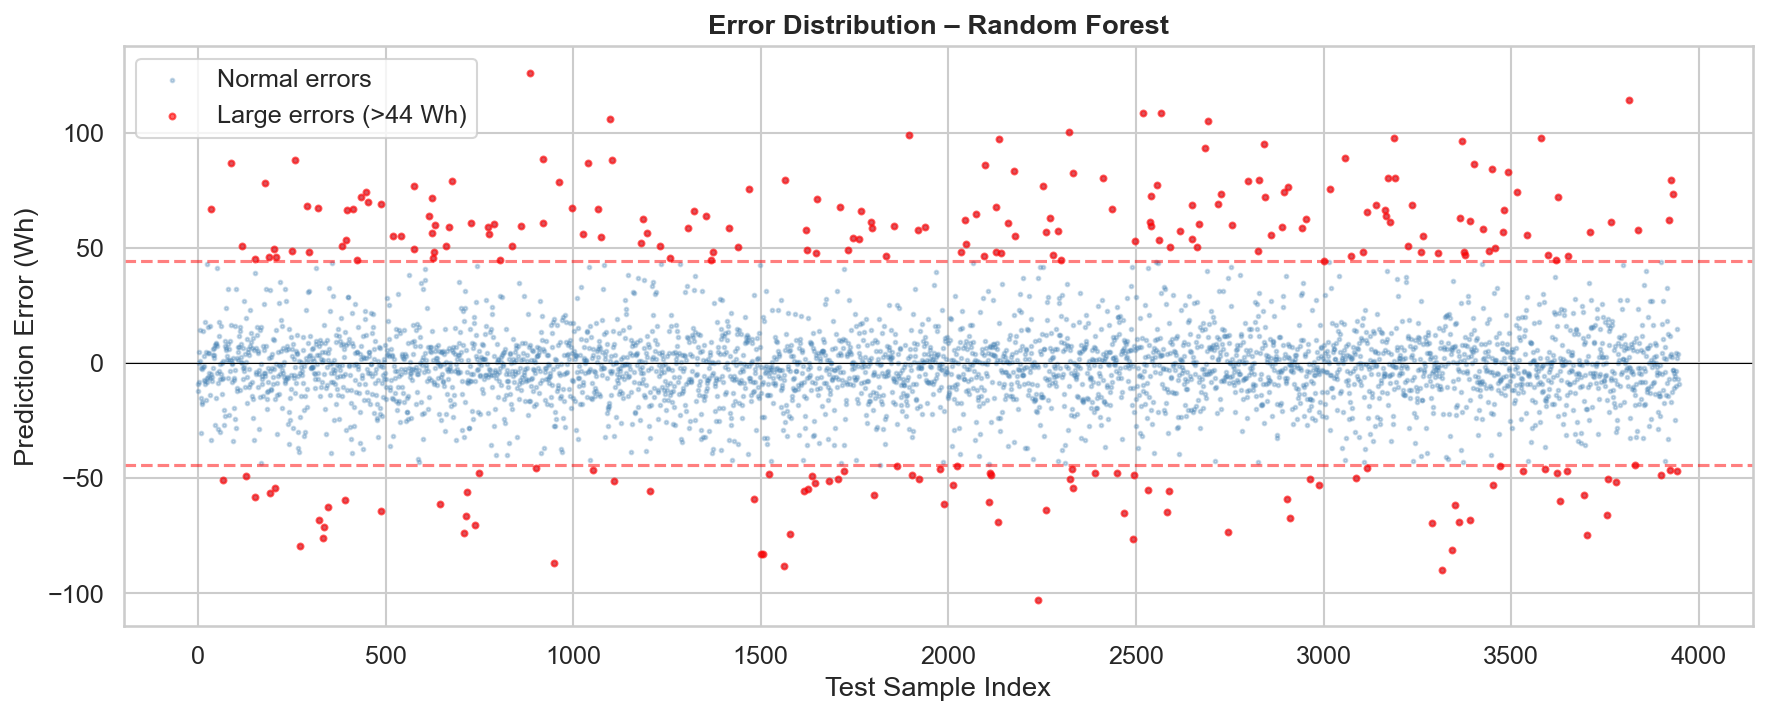 Error Distribution – Random Forest
Normal errors
Large errors (>44 Wh)
Prediction Error (Wh)
100
50
0
−50
−100
0 500 1000 1500 2000 2500 3000 3500 4000
Test Sample Index